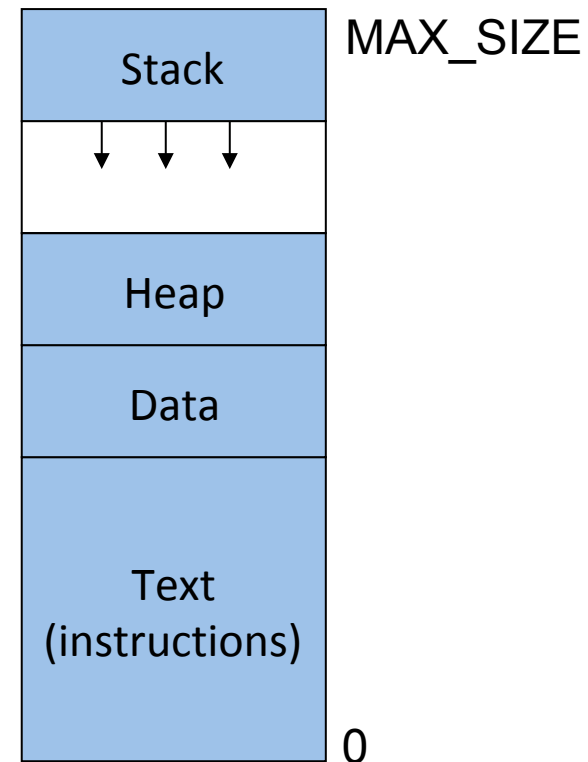 MAX_SIZE
Stack
Heap
Data
Text
(instructions)
0